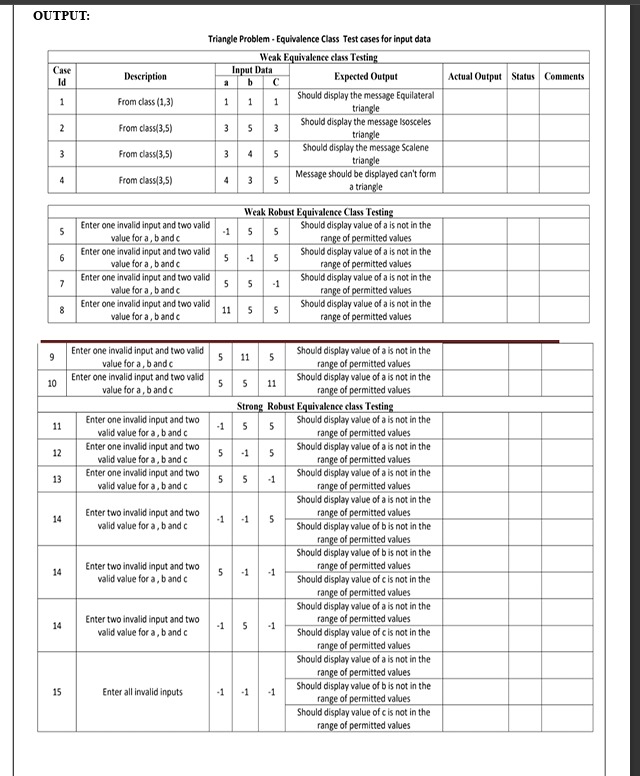 OUTPUT:
Triangle Problem - Equivalence Class Test cases for input data
Weak Equivalence class Testing
Case Id Description Input Data Expected Output Actual Output Status Comments
a b C
1 From class (1,3) 1 1 1 Should display the message Equilateral
triangle
2 From class(3,5) 3 5 3 Should display the message Isosceles
triangle
3 From class(3,5) 3 4 5 Should display the message Scalene
triangle
4 From class(3,5) 4 3 5 Message should be displayed can't form
a triangle
Weak Robust Equivalence Class Testing
5 Enter one invalid input and two valid -1 5 5 Should display value of a is not in the
value for a , b and c range of permitted values
6 Enter one invalid input and two valid 5 -1 5 Should display value of a is not in the
value for a , b and c range of permitted values
7 Enter one invalid input and two valid 5 5 -1 Should display value of a is not in the
value for a , b and c range of permitted values
8 Enter one invalid input and two valid 11 5 5 Should display value of a is not in the
value for a , b and c range of permitted values
9 Enter one invalid input and two valid 5 11 5 Should display value of a is not in the
value for a , b and c range of permitted values
10 Enter one invalid input and two valid 5 5 11 Should display value of a is not in the
value for a , b and c range of permitted values
Strong Robust Equivalence class Testing
11 Enter one invalid input and two -1 5 5 Should display value of a is not in the
valid value for a , b and c range of permitted values
12 Enter one invalid input and two 5 -1 5 Should display value of a is not in the
valid value for a , b and c range of permitted values
13 Enter one invalid input and two 5 5 -1 Should display value of a is not in the
valid value for a , b and c range of permitted values
14 Enter two invalid input and two -1 -1 5 Should display value of a is not in the
valid value for a , b and c range of permitted values
Should display value of b is not in the
range of permitted values
14 Enter two invalid input and two 5 -1 -1 Should display value of b is not in the
valid value for a , b and c range of permitted values
Should display value of c is not in the
range of permitted values
14 Enter two invalid input and two -1 5 -1 Should display value of a is not in the
valid value for a , b and c range of permitted values
Should display value of c is not in the
range of permitted values
15 Enter all invalid inputs -1 -1 -1 Should display value of a is not in the
range of permitted values
Should display value of b is not in the
range of permitted values
Should display value of c is not in the
range of permitted values